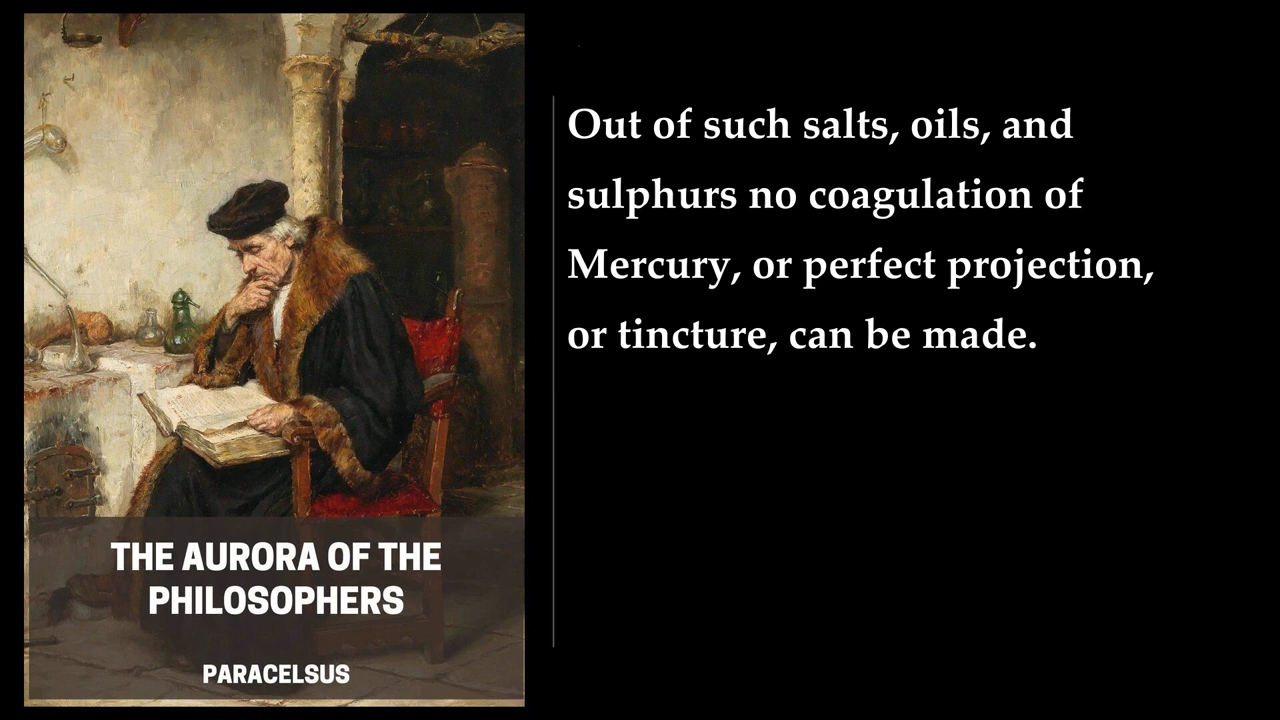 Out of such salts, oils, and
sulphurs no coagulation of
Mercury, or perfect projection,
or tincture, can be made.
THE AURORA OF THE
PHILOSOPHERS
PARACELSUS